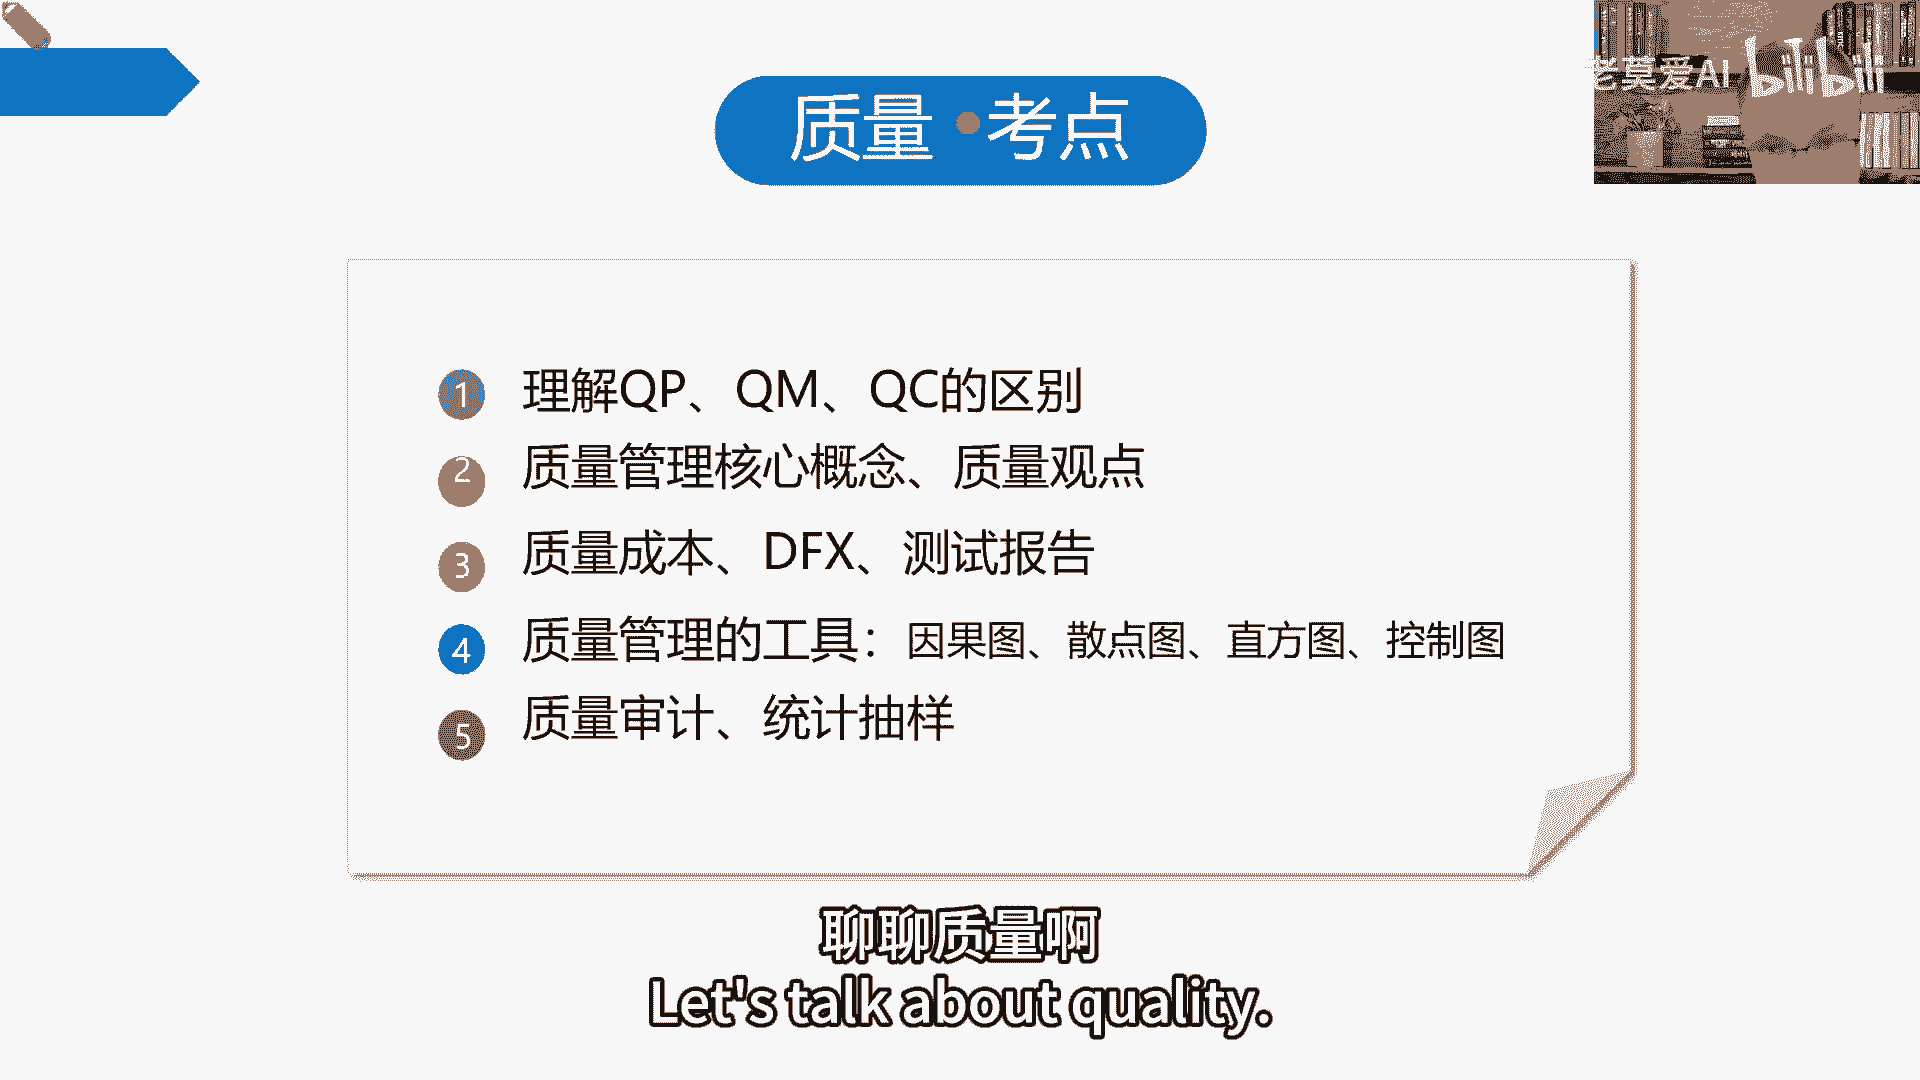 质量·考点
老莫爱AI bilibili
1 理解QP、QM、QC的区别
2 质量管理核心概念、质量观点
3 质量成本、DFX、测试报告
4 质量管理的工具：因果图、散点图、直方图、控制图
5 质量审计、统计抽样
聊聊质量啊
Let's talk about quality.